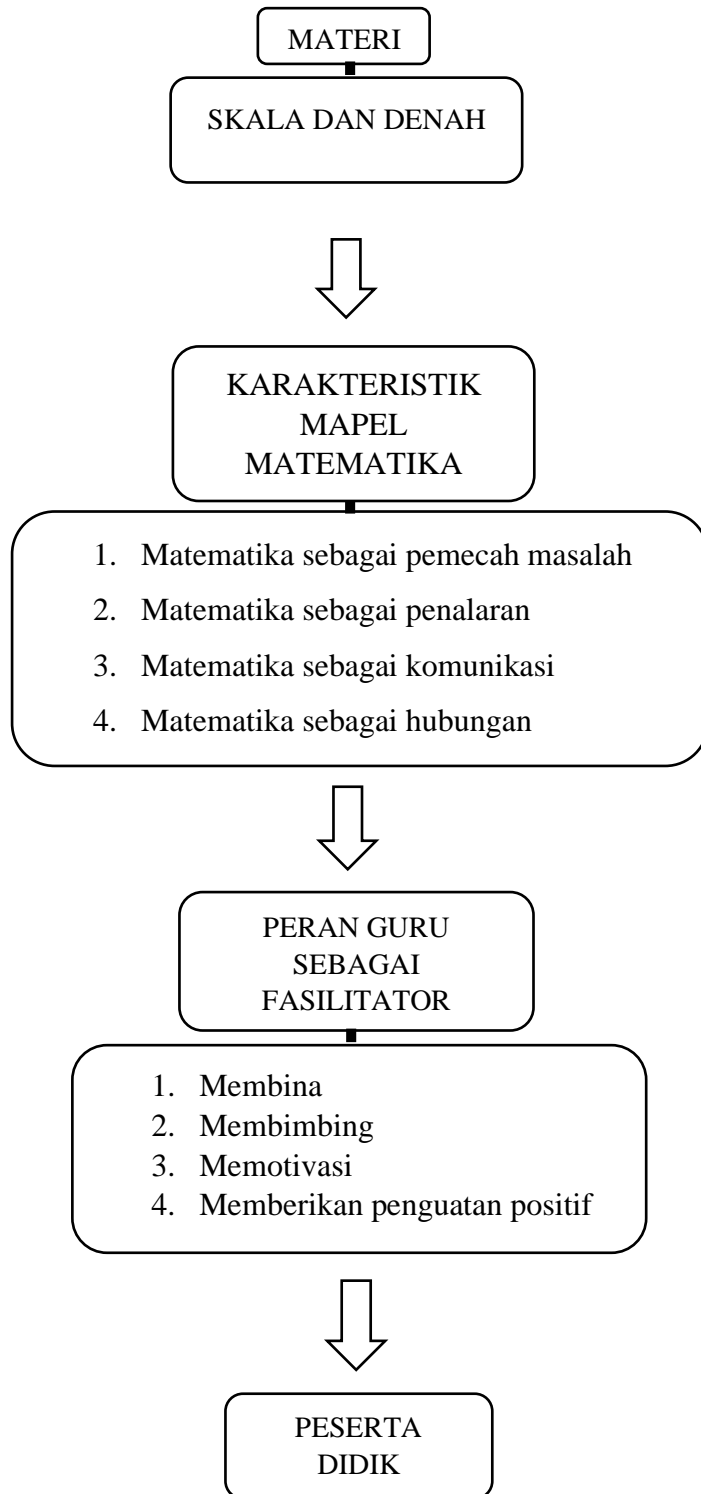 MATERI
SKALA DAN DENAH
KARAKTERISTIK
MAPEL
MATEMATIKA
1. Matematika sebagai pemecah masalah
2. Matematika sebagai penalaran
3. Matematika sebagai komunikasi
4. Matematika sebagai hubungan
PERAN GURU
SEBAGAI
FASILITATOR
1. Membina
2. Membimbing
3. Memotivasi
4. Memberikan penguatan positif
PESERTA
DIDIK